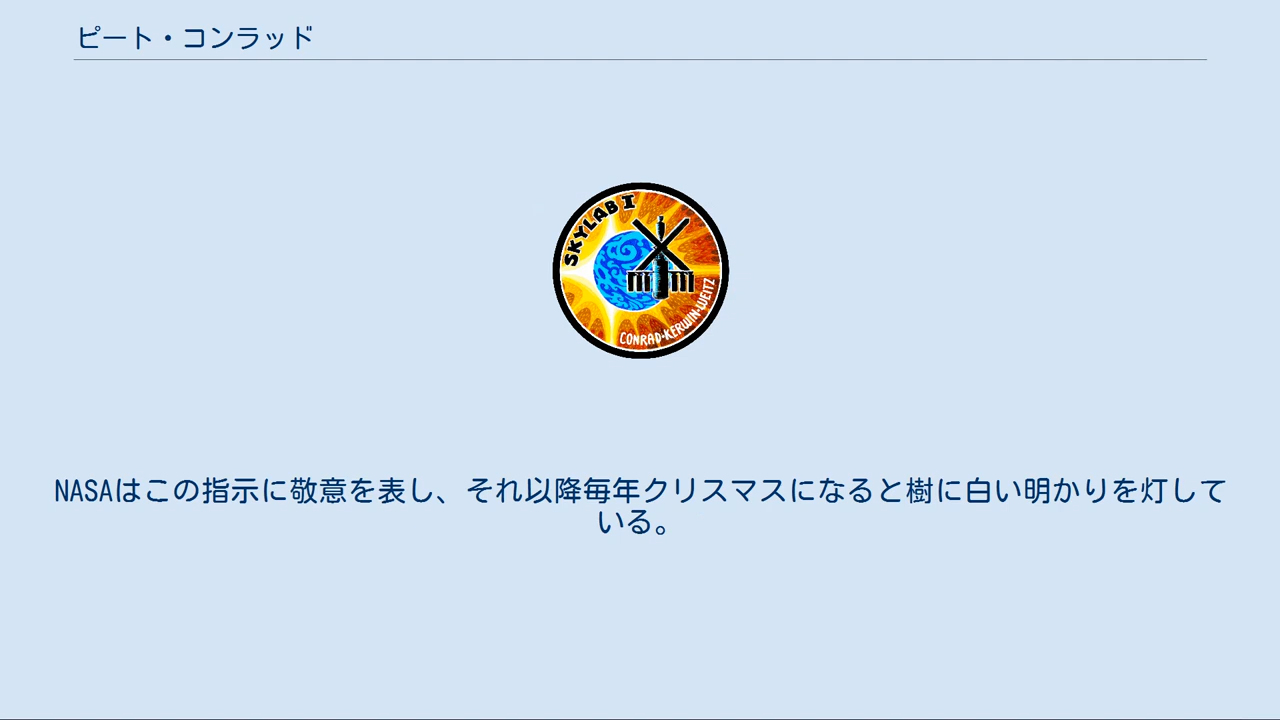 ピート・コンラッド
SKYLAB I
CONRAD·KERWIN·WEITZ
NASAはこの指示に敬意を表し、それ以降毎年クリスマスになると樹に白い明かりを灯して
いる。